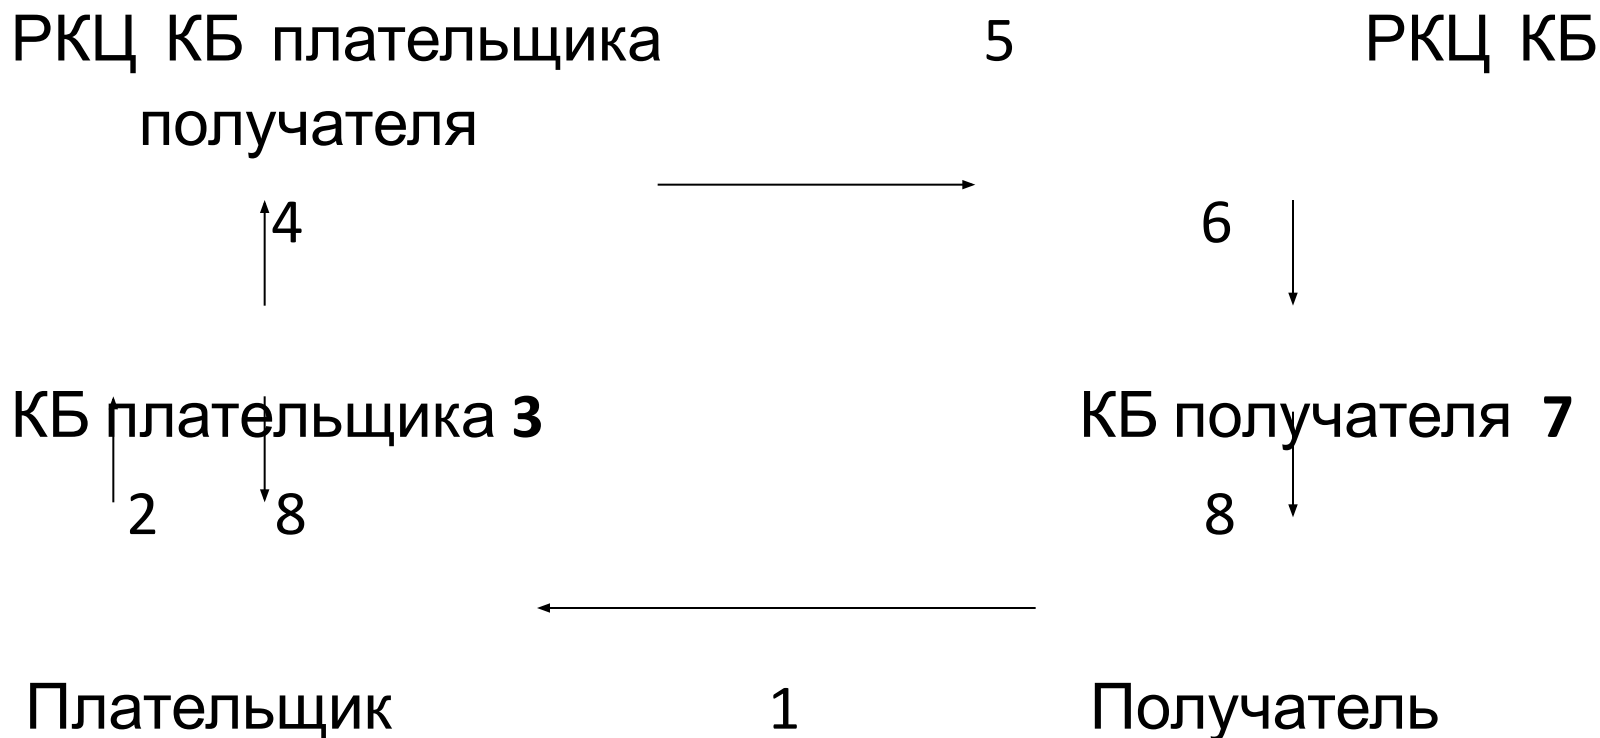 РКЦ КБ плательщика 5 РКЦ КБ
получателя
4 6
КБ плательщика 3 КБ получателя 7
2 8 8
Плательщик 1 Получатель